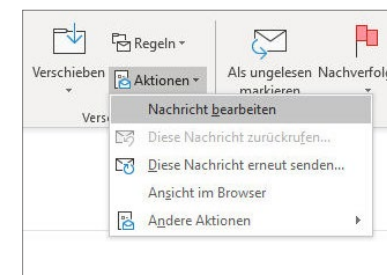 Regeln
Verschieben
Aktionen
Als ungelesen
markieren
Nachverfolg
Vers
Nachricht bearbeiten
Diese Nachricht zurückrufen...
Diese Nachricht erneut senden...
Ansicht im Browser
Andere Aktionen